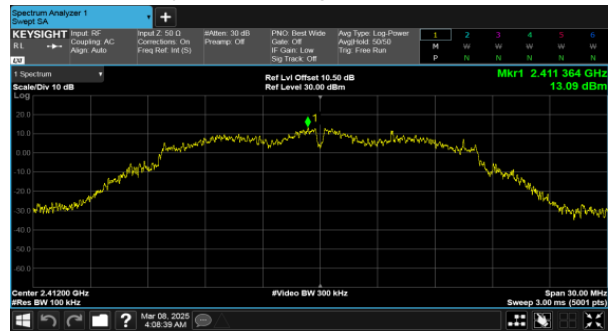 Spectrum Analyzer 1
Swept SA
+
KEYSIGHT Input: RF Input Z: 50 Ω #Atten: 30 dB PNO: Best Wide Avg Type: Log-Power 1 2 3 4 5 6
RL Coupling: AC Corrections: On Preamp: Off Gate: Off Avg|Hold: 50/50 M W W W W W
Align: Auto Freq Ref: Int (S) IF Gain: Low Trig: Free Run P N N N N N
LXI Sig Track: Off
1 Spectrum Ref Lvl Offset 10.50 dB Mkr1 2.411 364 GHz
Scale/Div 10 dB Ref Level 30.00 dBm 13.09 dBm
Log
1
20.0
10.0
0.00
-10.0
-20.0
-30.0
-40.0
-50.0
-60.0
Center 2.41200 GHz #Video BW 300 kHz Span 30.00 MHz
#Res BW 100 kHz Sweep 3.00 ms (5001 pts)
? Mar 08, 2025
4:08:39 AM